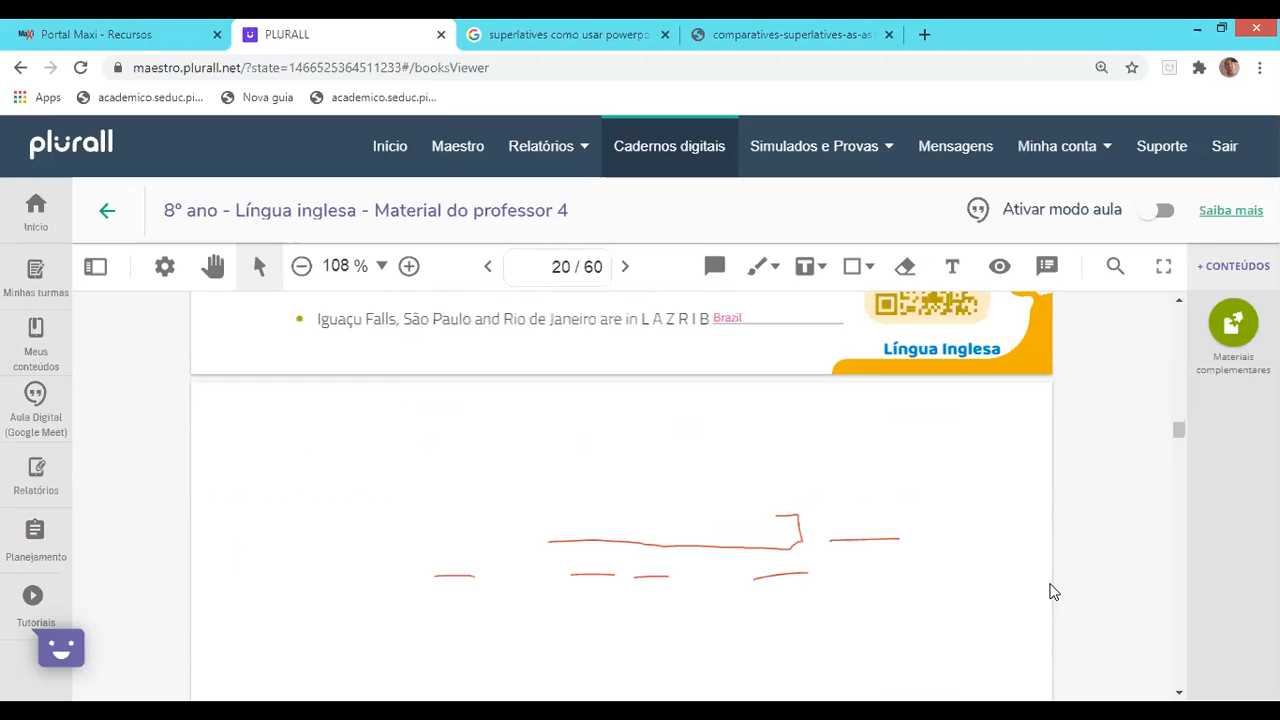 MaXi Portal Maxi - Recursos
PLURALL
superlatives como usar powerp
comparatives-superlatives-as-as
maestro.plurall.net/?state=1466525364511233#/booksViewer
Apps
academico.seduc.pi...
Nova guia
academico.seduc.pi...
plurall
Início
Maestro
Relatórios
Cadernos digitais
Simulados e Provas
Mensagens
Minha conta
Suporte
Sair
Início
8º ano - Língua inglesa - Material do professor 4
Ativar modo aula
Saiba mais
Minhas turmas
108 %
20 / 60
+ CONTEÚDOS
Meus
conteúdos
Iguaçu Falls, São Paulo and Rio de Janeiro are in L A Z R I B Brazil
Língua Inglesa
Materiais
complementares
Aula Digital
(Google Meet)
Relatórios
Planejamento
Tutoriais